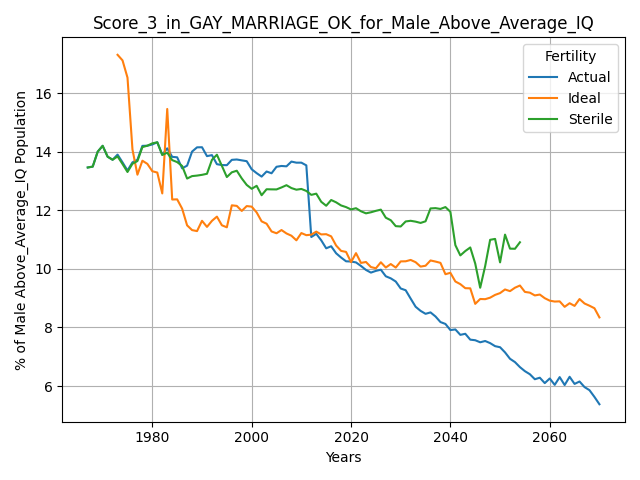 Score_3_in_GAY_MARRIAGE_OK_for_Male_Above_Average_IQ
% of Male Above_Average_IQ Population
16
14
12
10
8
6
Fertility
Actual
Ideal
Sterile
1980
2000
2020
2040
2060
Years